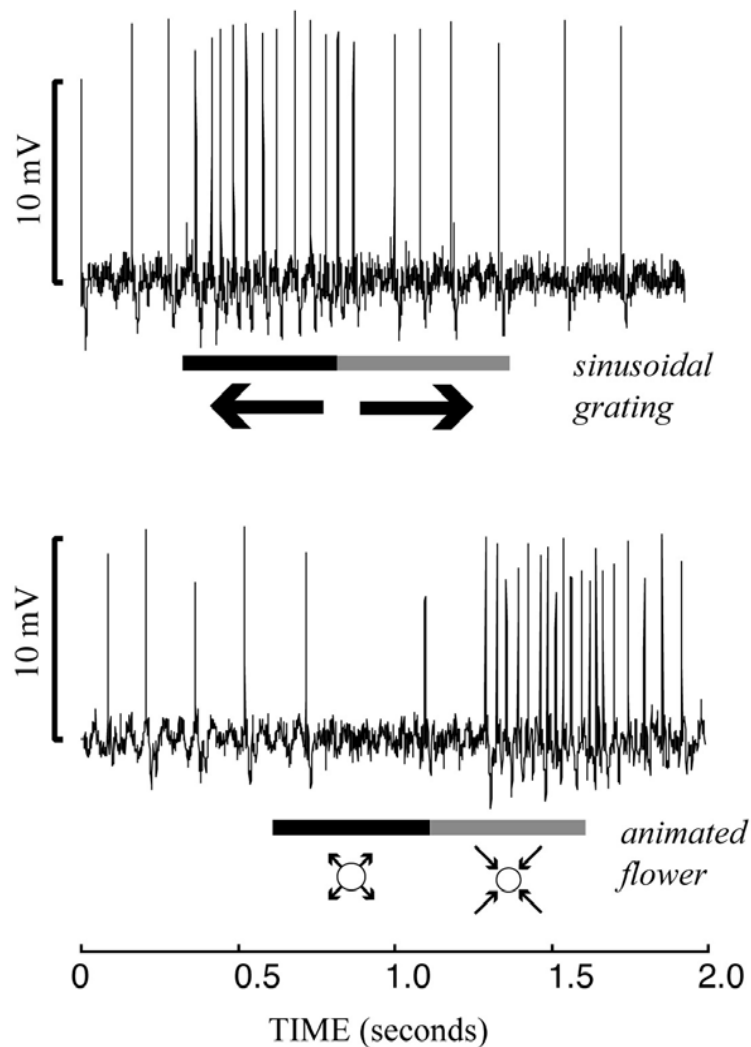 10 mV
sinusoidal
grating
10 mV
animated
flower
0 0.5 1.0 1.5 2.0
TIME (seconds)